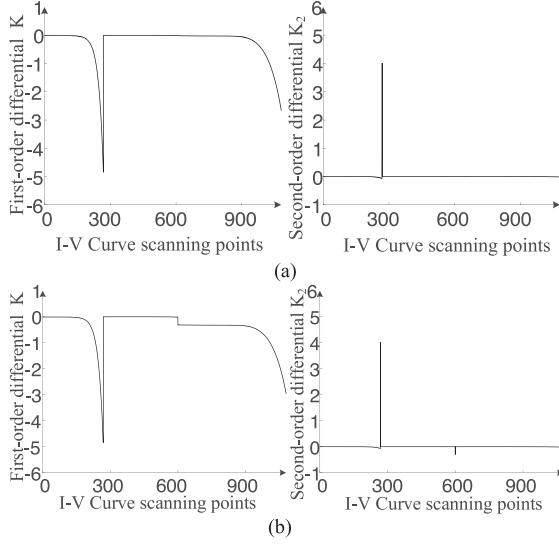 First-order differential K
1
0
-1
-2
-3
-4
-5
-6
0 300 600 900
I-V Curve scanning points
Second-order differential K2
6
5
4
3
2
1
0
-1
0 300 600 900
I-V Curve scanning points
(a)
First-order differential K
1
0
-1
-2
-3
-4
-5
-6
0 300 600 900
I-V Curve scanning points
Second-order differential K2
6
5
4
3
2
1
0
-1
0 300 600 900
I-V Curve scanning points
(b)